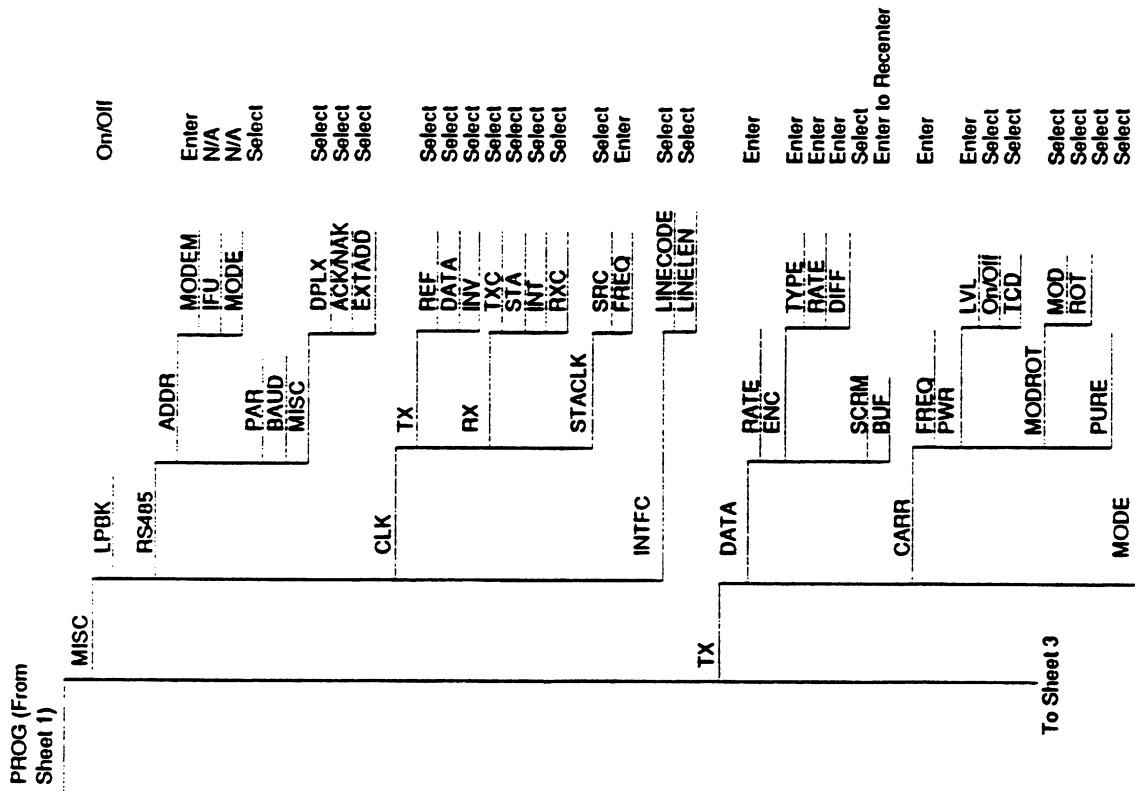 PROG (From
Sheet 1)
MISC
LPBK On/Off
RS485
ADDR
MODEM Enter
IFU N/A
MODE N/A
PAR Select
BAUD
MISC
DPLX Select
ACK/NAK Select
EXTADD Select
CLK
TX
REF Select
DATA Select
INV Select
RX
TXC Select
STA Select
INT Select
RXC Select
STACLK
SRC Select
FREQ Enter
INTFC
LINECODE Select
LINELEN Select
TX
DATA
RATE Enter
ENC
TYPE Enter
RATE Enter
DIFF Enter
SCRM Select
BUF Enter to Recenter
CARR
FREQ Enter
PWR
LVL Enter
On/Off Select
TCD Select
MODROT
MOD Select
ROT Select
PURE Select
MODE Select
To Sheet 3